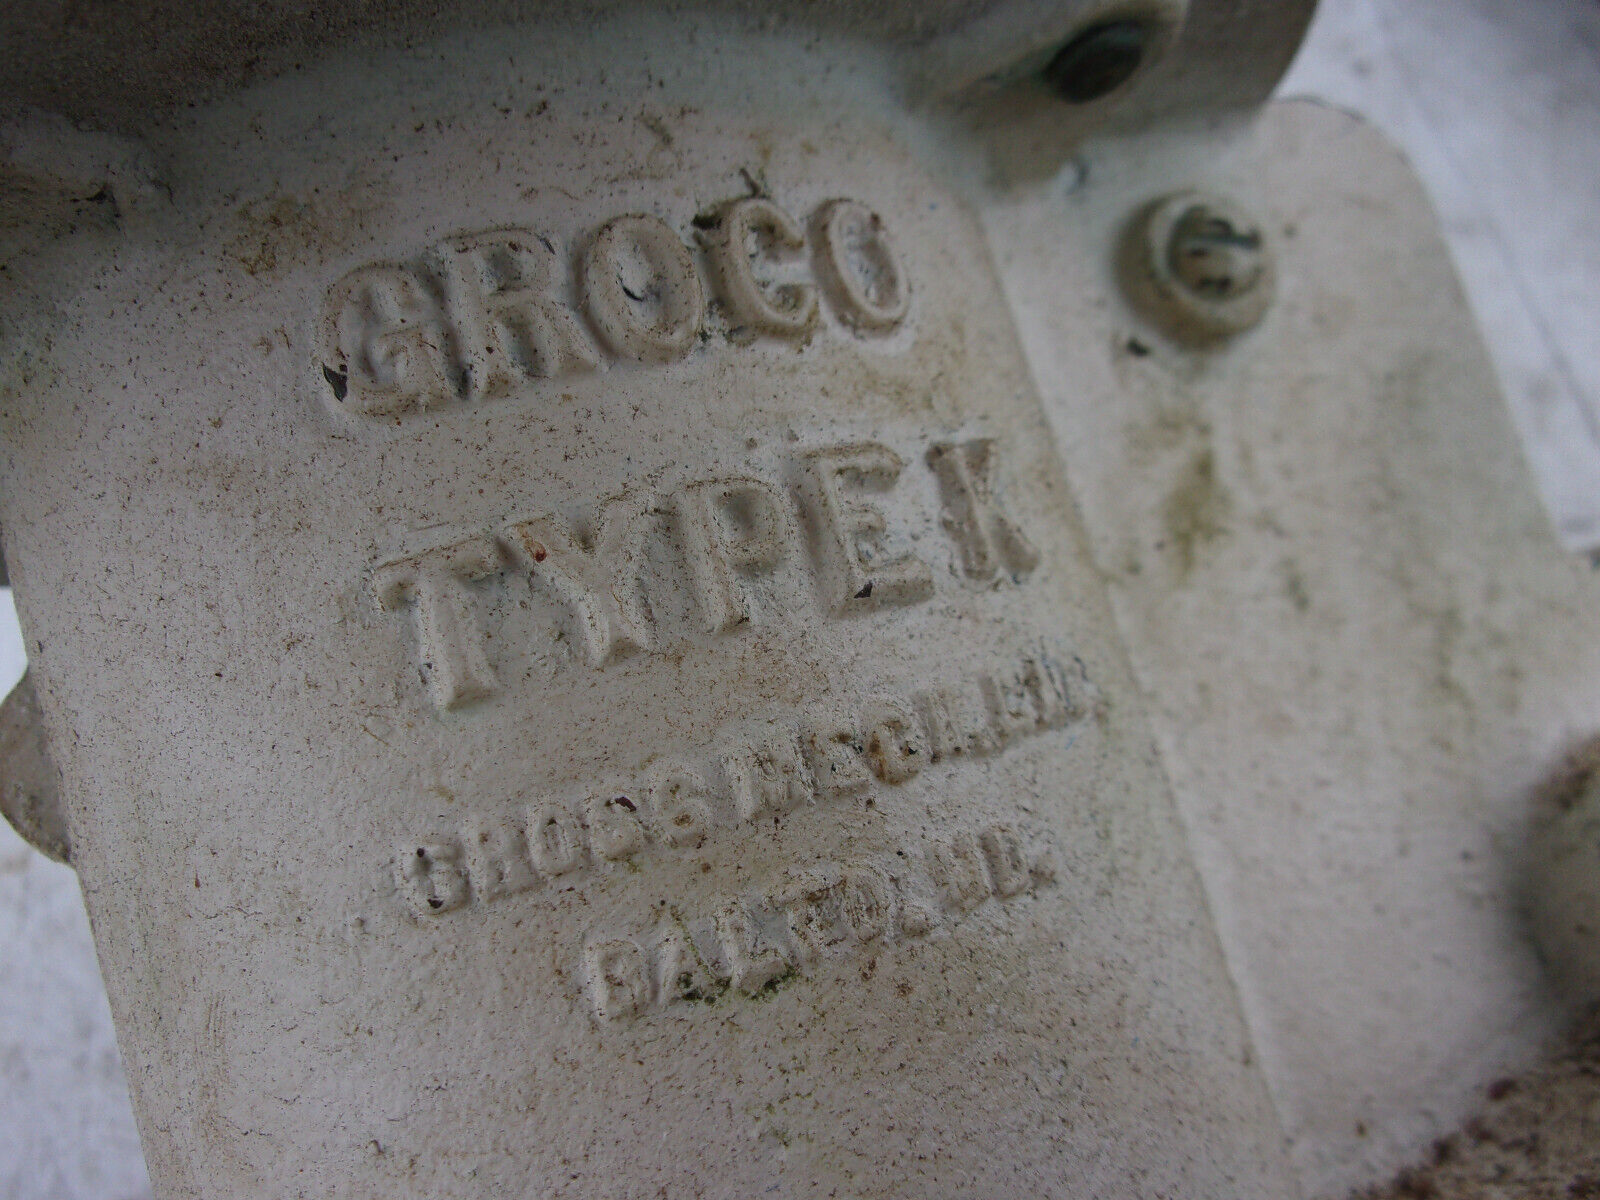 GROCO
TYPE K
GROSS MECH. LAB.
BALTO. MD.